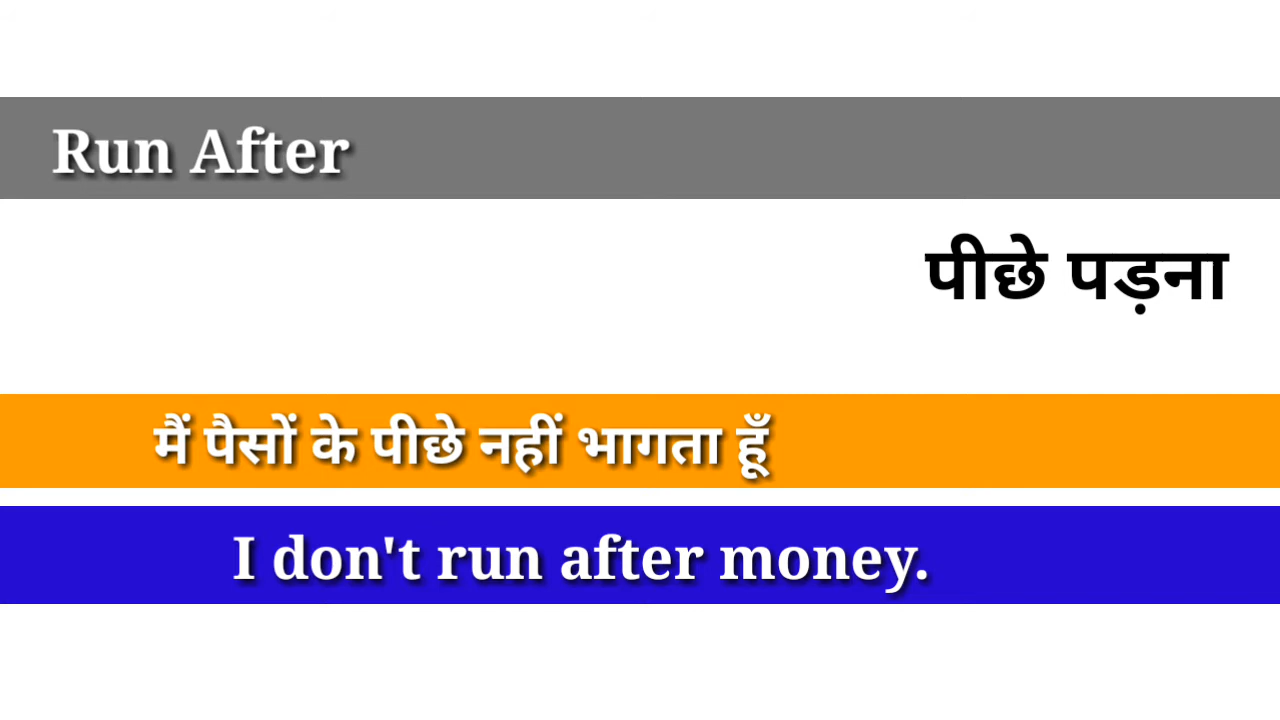 Run After
पीछे पड़ना
मैं पैसों के पीछे नहीं भागता हूँ
I don't run after money.